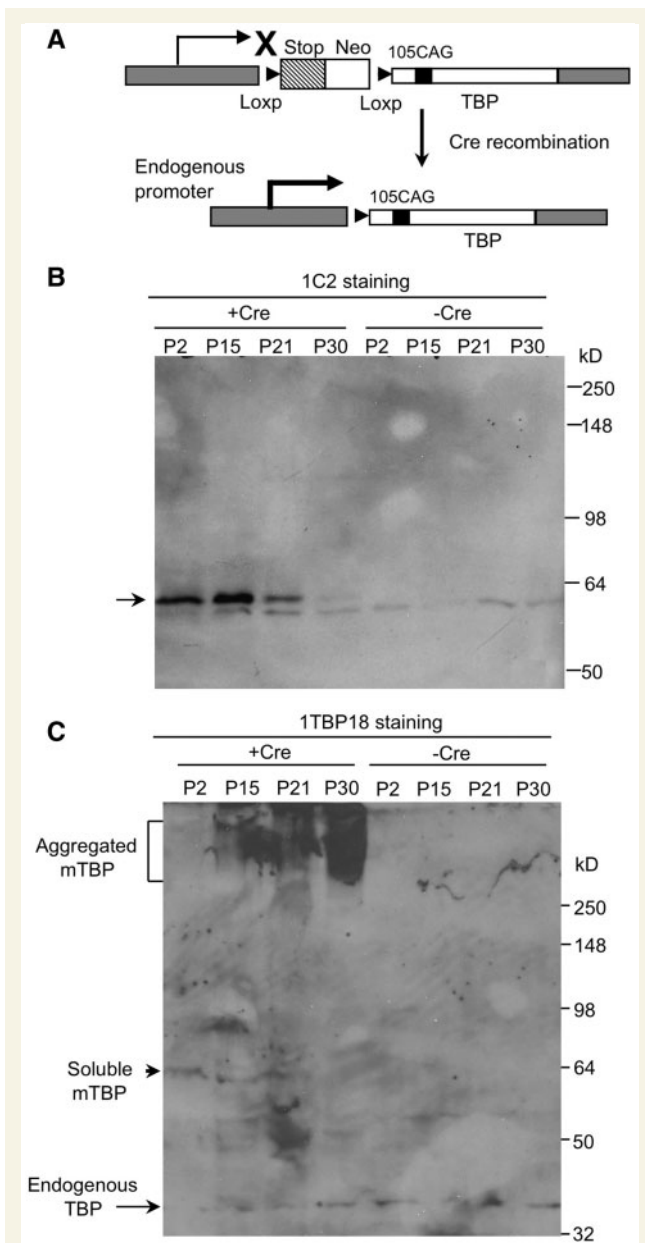 A
X Stop Neo 105CAG
Loxp Loxp TBP
Cre recombination
Endogenous
promoter
105CAG
TBP
B
1C2 staining
+Cre -Cre
P2 P15 P21 P30 P2 P15 P21 P30 kD
250
148
98
64
50
C
1TBP18 staining
+Cre -Cre
P2 P15 P21 P30 P2 P15 P21 P30
Aggregated
mTBP
kD
250
148
98
Soluble
mTBP
64
50
Endogenous
TBP
32